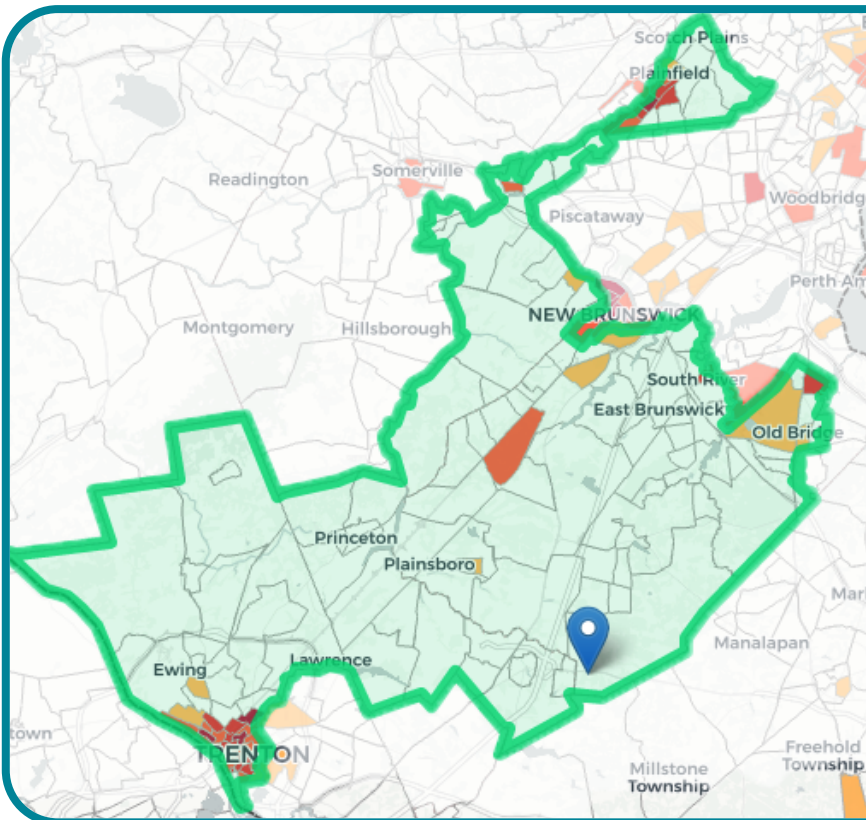 Scotch Plains
Plainfield
Somerville
Readington
Woodbridg
Piscataway
Perth Am
NEW BRUNSWICK
Montgomery
Hillsborough
South River
East Brunswick
Old Bridge
Princeton
Plainsboro
Mar
Manalapan
Lawrence
Ewing
town
TRENTON
Freehold
Township
Millstone
Township